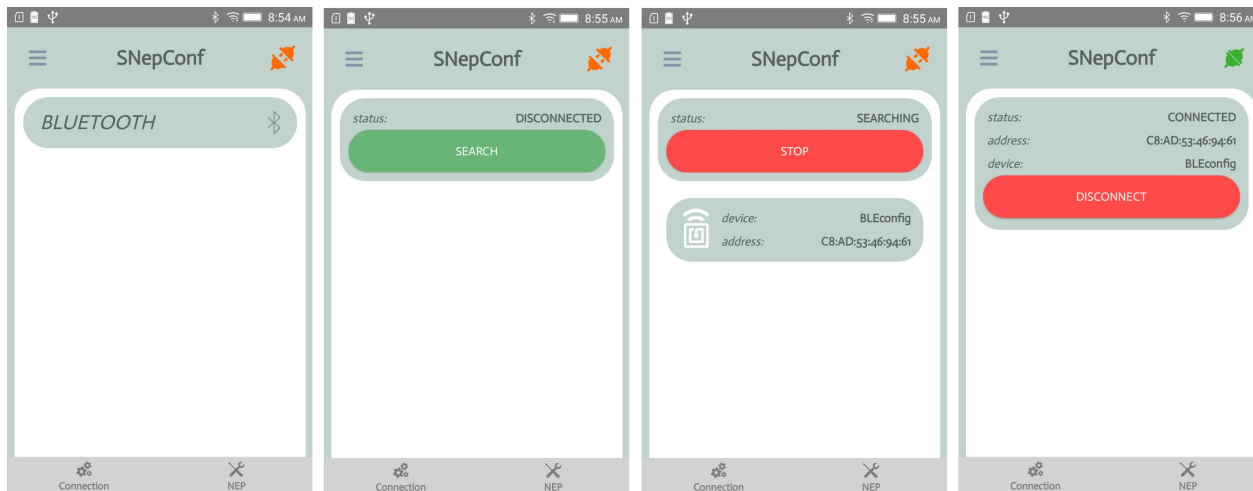 8:54 AM
SNepConf
BLUETOOTH
Connection NEP
8:55 AM
SNepConf
status: DISCONNECTED
SEARCH
Connection NEP
8:55 AM
SNepConf
status: SEARCHING
STOP
device: BLEconfig
address: C8:AD:53:46:94:61
Connection NEP
8:56 AM
SNepConf
status: CONNECTED
address: C8:AD:53:46:94:61
device: BLEconfig
DISCONNECT
Connection NEP